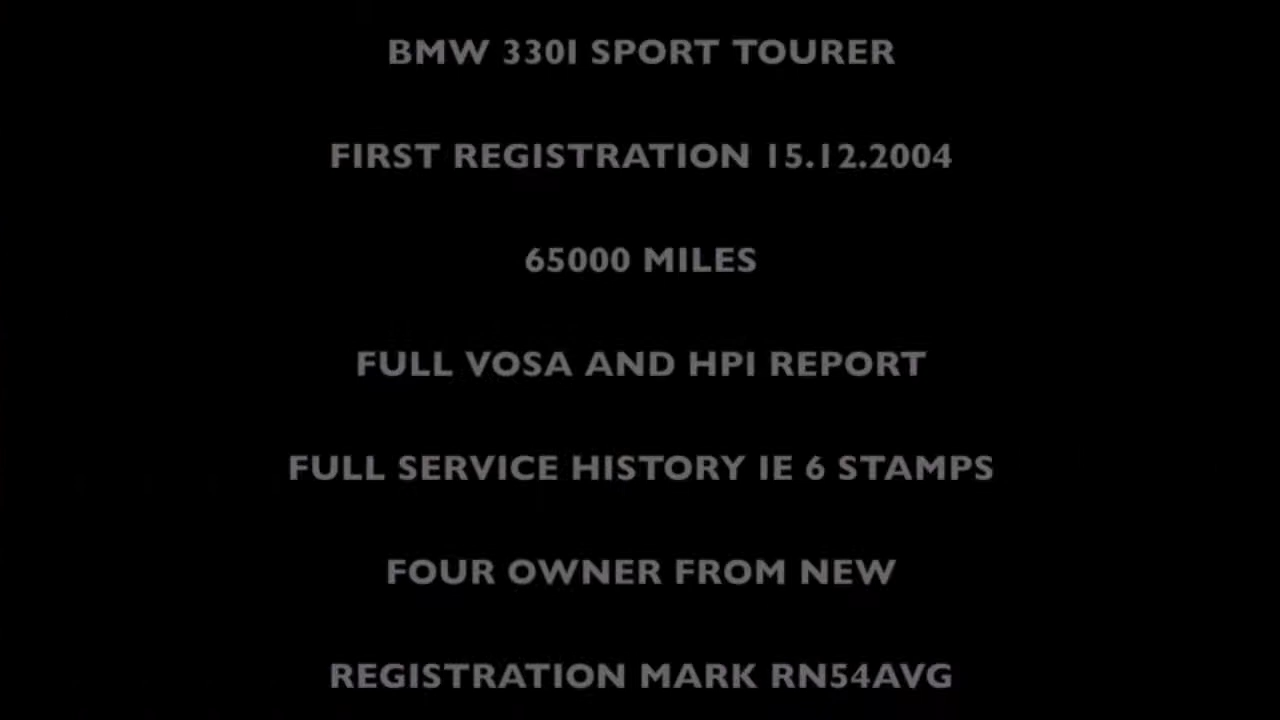 BMW 330I SPORT TOURER
FIRST REGISTRATION 15.12.2004
65000 MILES
FULL VOSA AND HPI REPORT
FULL SERVICE HISTORY IE 6 STAMPS
FOUR OWNER FROM NEW
REGISTRATION MARK RN54AVG